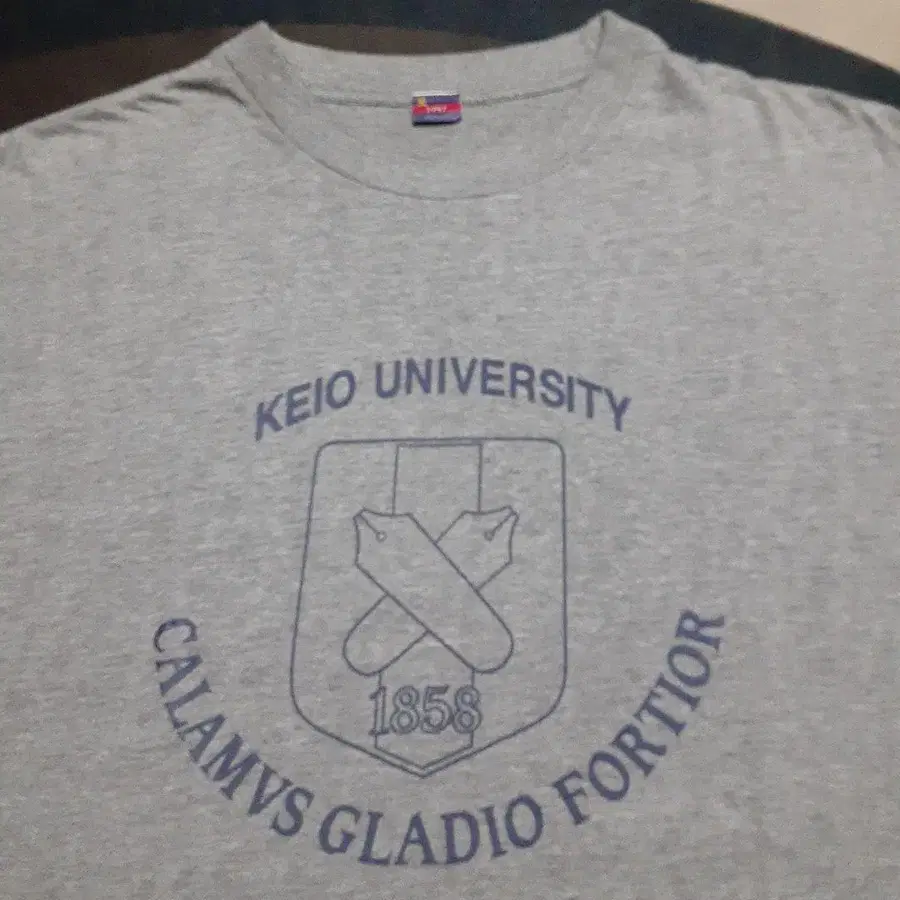 KEIO UNIVERSITY
1858
CALAMVS GLADIO FORTIOR